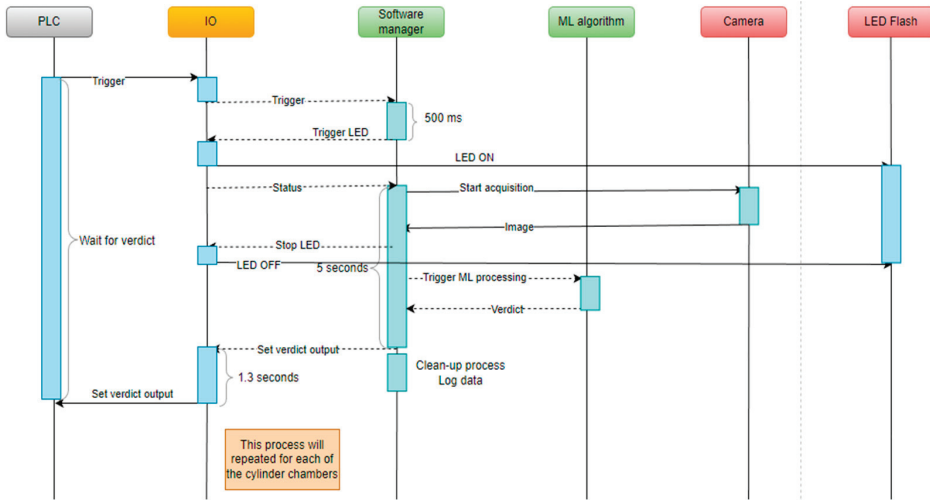 PLC
IO
Software
manager
ML algorithm
Camera
LED Flash
Trigger
Trigger
500 ms
Trigger LED
LED ON
Status
Start acquisition
Image
Wait for verdict
Stop LED
LED OFF
5 seconds
Trigger ML processing
Verdict
Set verdict output
Clean-up process
Log data
1.3 seconds
Set verdict output
This process will
repeated for each of
the cylinder chambers